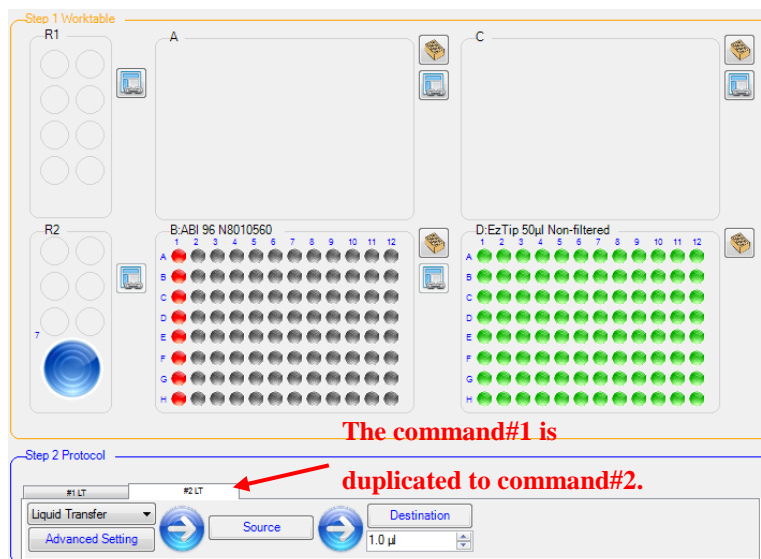 Step 1 Worktable
R1
A
C
R2
7
B:ABI 96 N8010560
1 2 3 4 5 6 7 8 9 10 11 12
A
B
C
D
E
F
G
H
D:EzTip 50µl Non-filtered
1 2 3 4 5 6 7 8 9 10 11 12
A
B
C
D
E
F
G
H
The command#1 is
duplicated to command#2.
Step 2 Protocol
#1 LT
#2 LT
Liquid Transfer
Advanced Setting
Source
Destination
1.0 µl